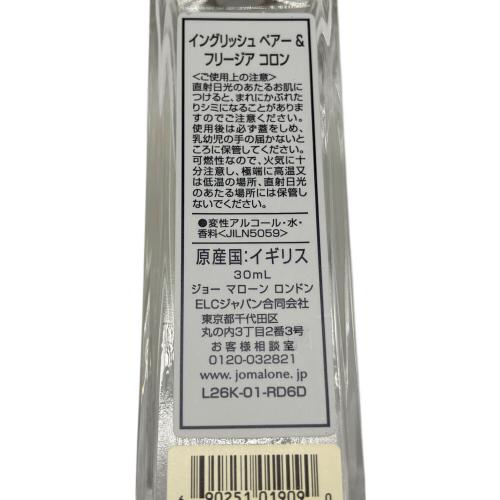 イングリッシュ ペアー &
フリージア コロン
<ご使用上の注意>
直射日光のあたるお肌に
つけると、まれにかぶれた
りシミになることがありま
すのでご注意ください。
使用後は必ず蓋をしめ、
乳幼児の手の届かないと
ころに保管してください。
可燃性なので、火気に十
分注意し、極端に高温又
は低温の場所、直射日光
のあたる場所には保管し
ないでください。
●変性アルコール・水・
香料<JILN5059>
原産国:イギリス
30mL
ジョー マローン ロンドン
ELCジャパン合同会社
東京都千代田区
丸の内3丁目2番3号
お客様相談室
0120-032821
www.jomalone.jp
L26K-01-RD6D
90251 01909